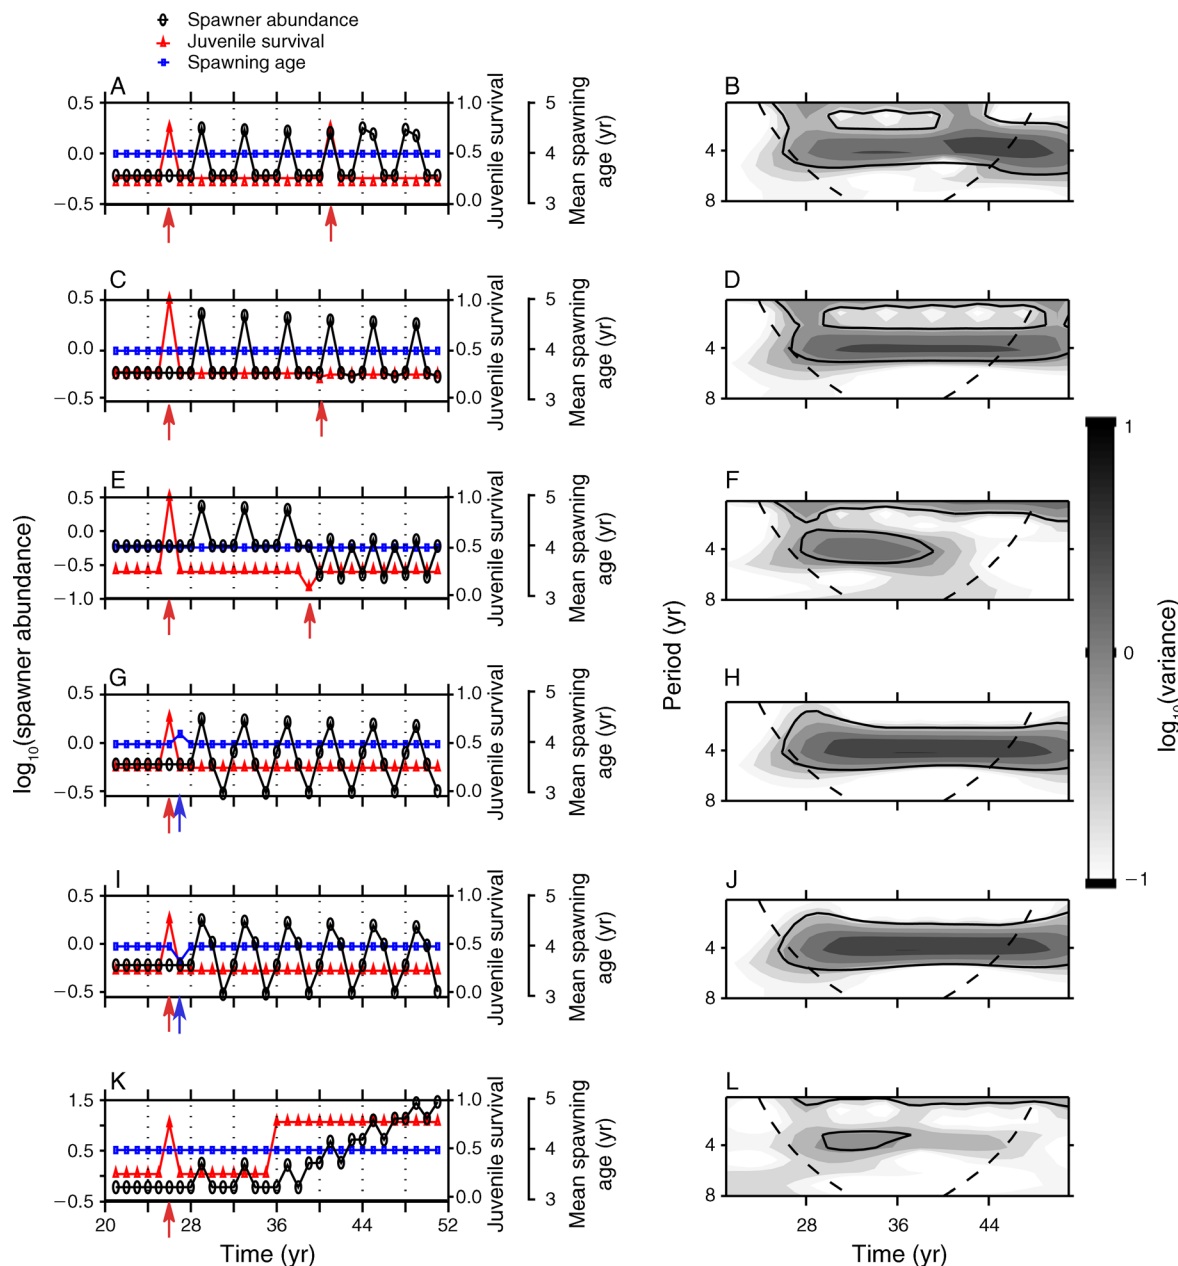 Spawner abundance
Juvenile survival
Spawning age
A
0.5
0.0
−0.5
1.0
0.5
0.0
Juvenile survival
5
4
3
Mean spawning age (yr)
B
4
8
C
0.5
0.0
−0.5
1.0
0.5
0.0
Juvenile survival
5
4
3
Mean spawning age (yr)
D
4
8
E
0.5
0.0
−0.5
−1.0
1.0
0.5
0.0
Juvenile survival
5
4
3
Mean spawning age (yr)
F
4
8
G
0.5
0.0
−0.5
1.0
0.5
0.0
Juvenile survival
5
4
3
Mean spawning age (yr)
H
4
8
I
0.5
0.0
−0.5
1.0
0.5
0.0
Juvenile survival
5
4
3
Mean spawning age (yr)
J
4
8
K
1.5
0.5
−0.5
1.0
0.5
0.0
Juvenile survival
5
4
3
Mean spawning age (yr)
L
4
8
20
28
36
44
52
Time (yr)
28
36
44
Time (yr)
log10(spawner abundance)
Period (yr)
1
0
−1
log10(variance)